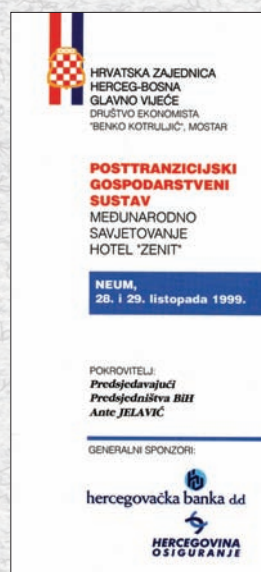 HRVATSKA ZAJEDNICA
HERCEG-BOSNA
GLAVNO VIJEĆE
DRUŠTVO EKONOMISTA
"BENKO KOTRULJIĆ", MOSTAR
POSTTRANZICIJSKI
GOSPODARSTVENI
SUSTAV
MEĐUNARODNO
SAVJETOVANJE
HOTEL "ZENIT"
NEUM,
28. i 29. listopada 1999.
POKROVITELJ:
Predsjedavajući
Predsjedništva BiH
Ante JELAVIĆ
GENERALNI SPONZORI:
hercegovačka banka d.d
HERCEGOVINA
OSIGURANJE